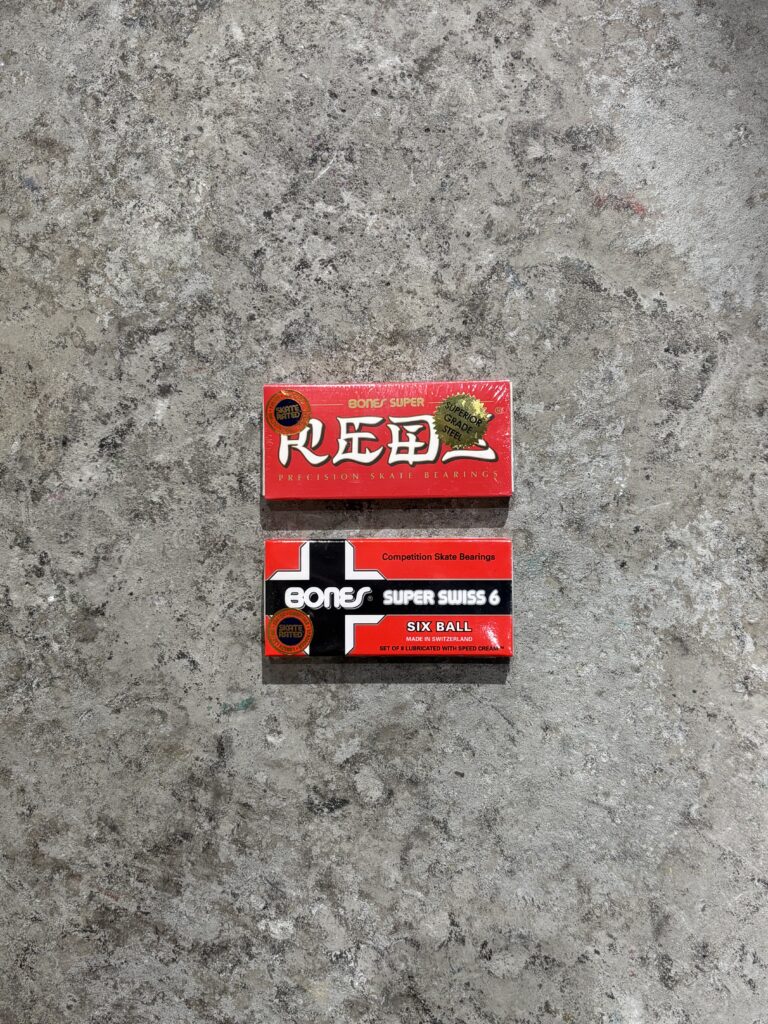 BONES SUPER
REDS
SUPERIOR
GRADE
STEEL
SKATE
RATED
PRECISION SKATE BEARINGS
Competition Skate Bearings
BONES® SUPER SWISS 6
SIX BALL
SKATE
RATED
MADE IN SWITZERLAND
SET OF 8 LUBRICATED WITH SPEED CREAM™